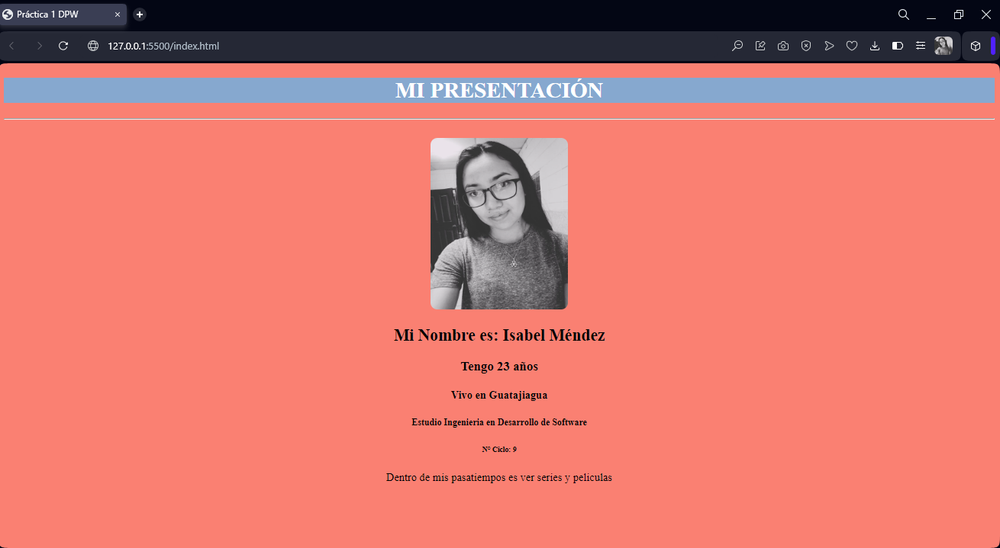 Práctica 1 DPW
127.0.0.1:5500/index.html
MI PRESENTACIÓN
Mi Nombre es: Isabel Méndez
Tengo 23 años
Vivo en Guatajiagua
Estudio Ingenieria en Desarrollo de Software
N° Ciclo: 9
Dentro de mis pasatiempos es ver series y peliculas